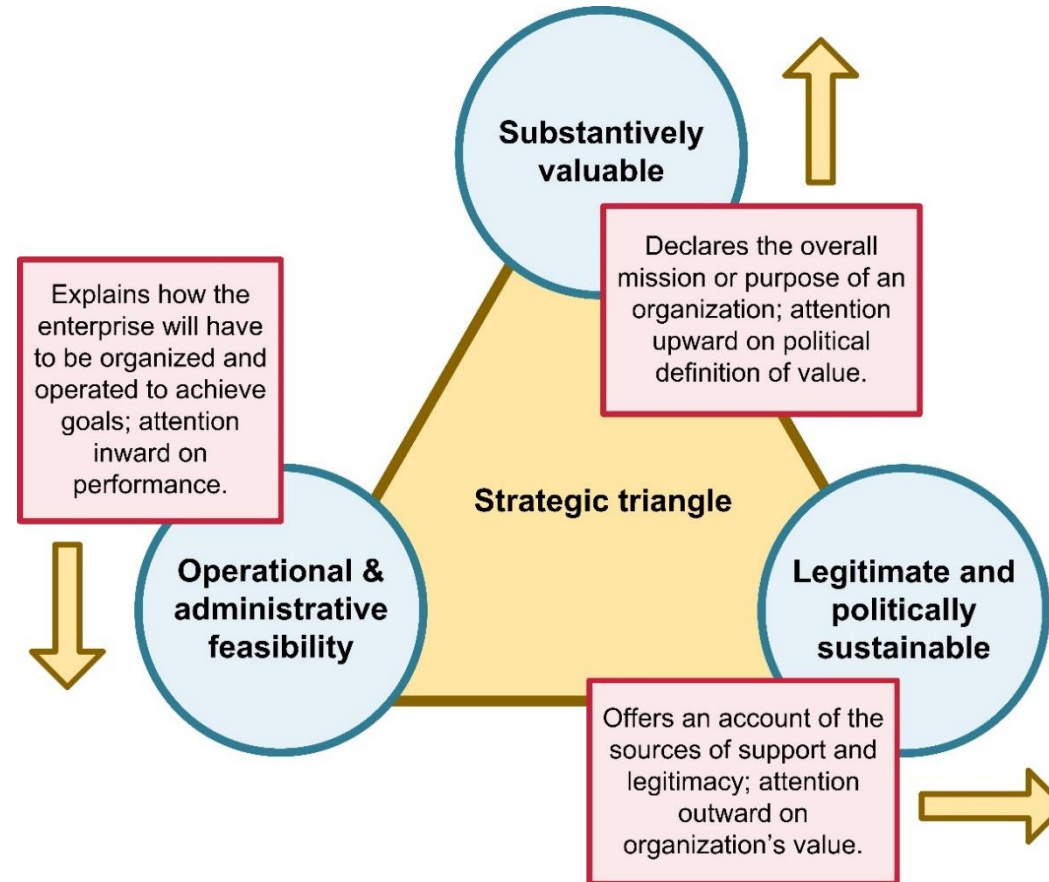 Substantively
valuable
Declares the overall
mission or purpose of an
organization; attention
upward on political
definition of value.
Explains how the
enterprise will have
to be organized and
operated to achieve
goals; attention
inward on
performance.
Strategic triangle
Operational &
administrative
feasibility
Legitimate and
politically
sustainable
Offers an account of the
sources of support and
legitimacy; attention
outward on
organization’s value.